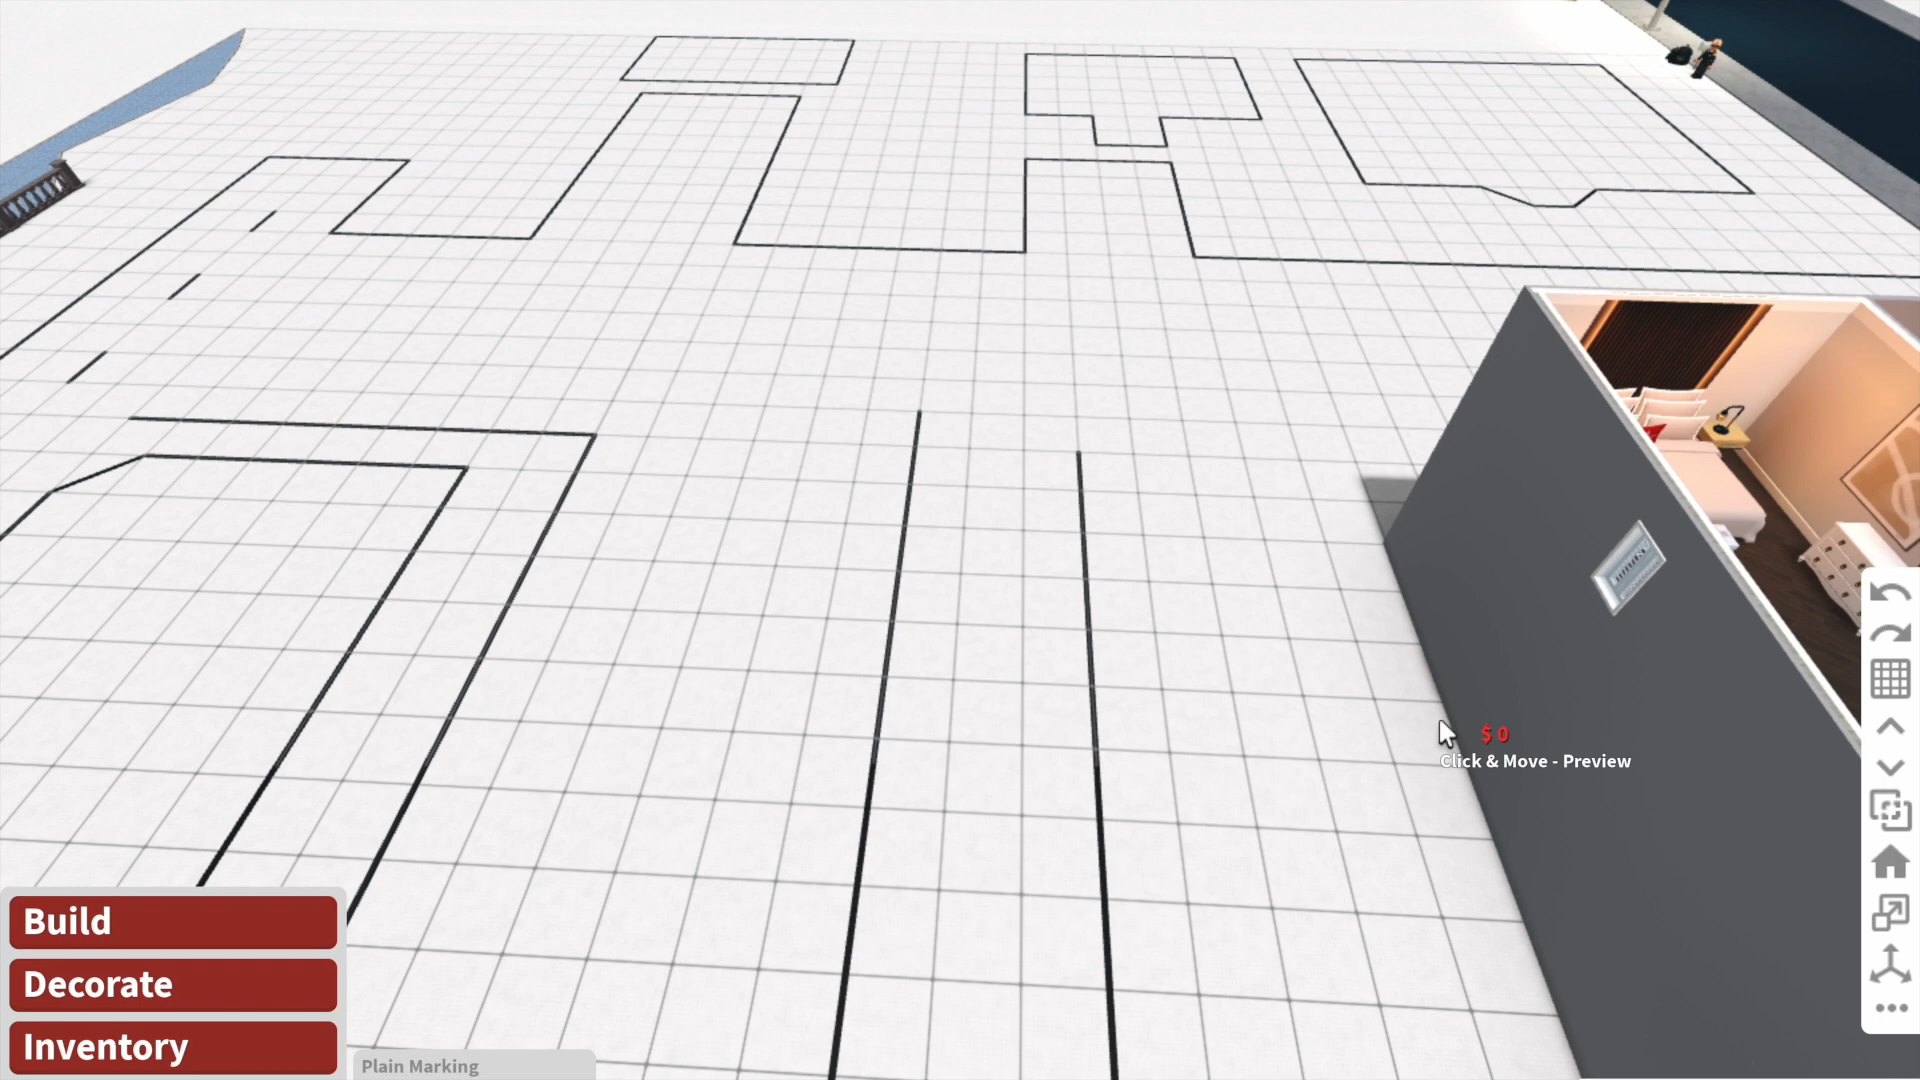 $ 0
Click & Move - Preview
Build
Decorate
Inventory
Plain Marking